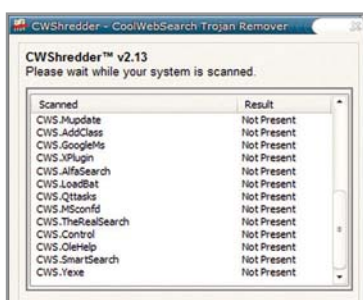 CWShredder - CoolWebSearch Trojan Remover
CWShredder™ v2.13
Please wait while your system is scanned.
Scanned Result
CWS.Mupdate Not Present
CWS.AddClass Not Present
CWS.GoogleMs Not Present
CWS.XPlugin Not Present
CWS.AlfaSearch Not Present
CWS.LoadBat Not Present
CWS.Qttasks Not Present
CWS.MSconfd Not Present
CWS.TheRealSearch Not Present
CWS.Control Not Present
CWS.OleHelp Not Present
CWS.SmartSearch Not Present
CWS.Yexe Not Present